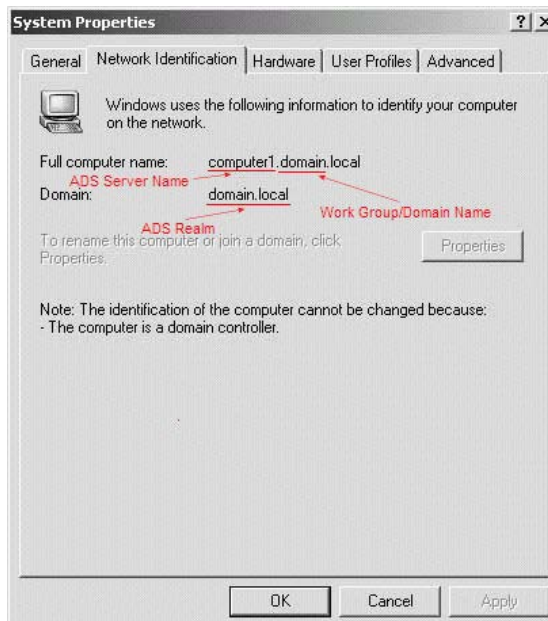 System Properties
General Network Identification Hardware User Profiles Advanced
Windows uses the following information to identify your computer
on the network.
Full computer name: computer1.domain.local
ADS Server Name
Domain: domain.local
Work Group/Domain Name
ADS Realm
To rename this computer or join a domain, click
Properties.
Properties
Note: The identification of the computer cannot be changed because:
- The computer is a domain controller.
OK Cancel Apply